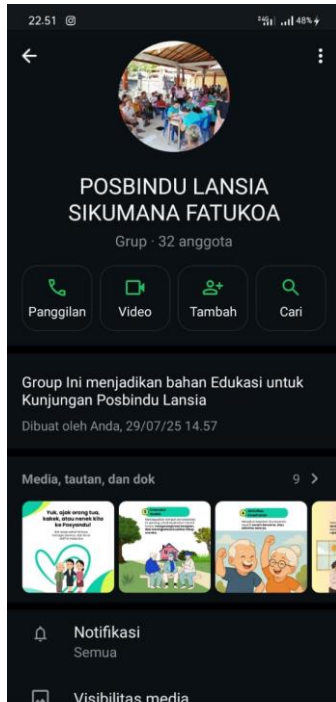 22.51
48%
POSBINDU LANSIA
SIKUMANA FATUKOA
Grup · 32 anggota
Panggilan
Video
Tambah
Cari
Group Ini menjadikan bahan Edukasi untuk
Kunjungan Posbindu Lansia
Dibuat oleh Anda, 29/07/25 14.57
Media, tautan, dan dok
9
Yuk, ajak orang tua,
kakek, atau nenek kita
ke Posyandu!
Notifikasi
Semua
Visibilitas media